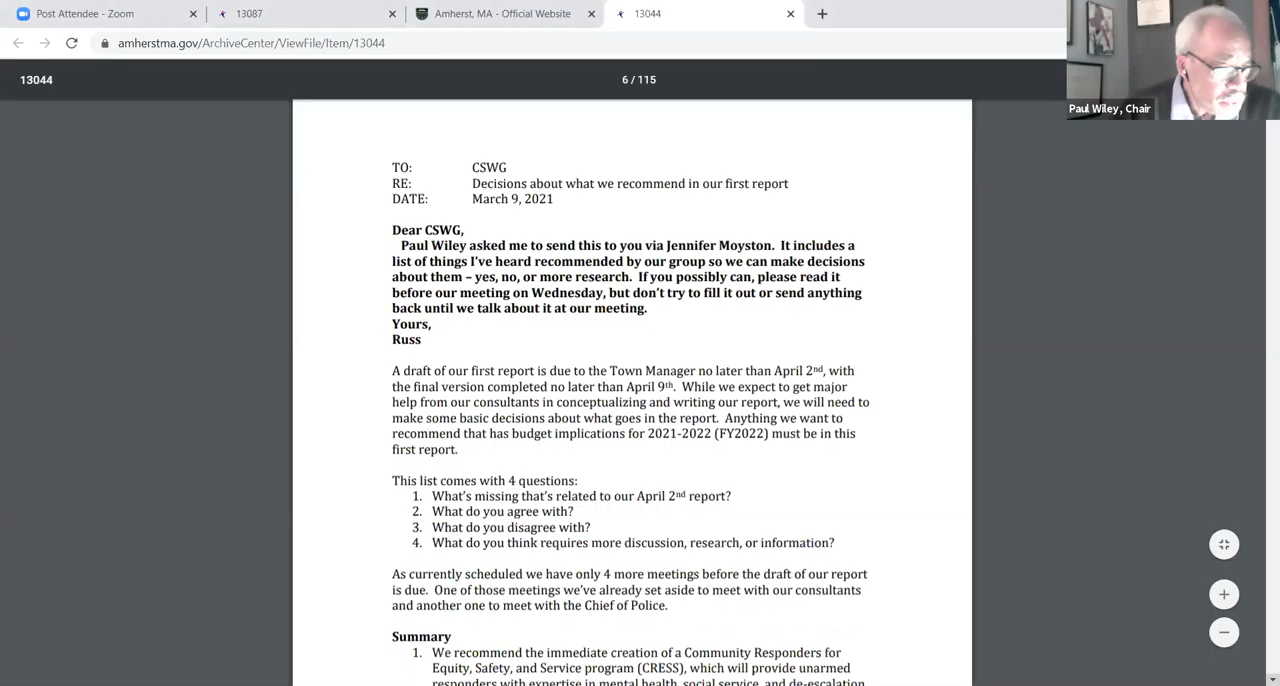 Post Attendee - Zoom
13087
Amherst, MA - Official Website
13044
amherstma.gov/ArchiveCenter/ViewFile/Item/13044
13044
6 / 115
Paul Wiley, Chair
TO: CSWG
RE: Decisions about what we recommend in our first report
DATE: March 9, 2021
Dear CSWG,
Paul Wiley asked me to send this to you via Jennifer Moyston. It includes a
list of things I've heard recommended by our group so we can make decisions
about them – yes, no, or more research. If you possibly can, please read it
before our meeting on Wednesday, but don't try to fill it out or send anything
back until we talk about it at our meeting.
Yours,
Russ
A draft of our first report is due to the Town Manager no later than April 2nd, with
the final version completed no later than April 9th. While we expect to get major
help from our consultants in conceptualizing and writing our report, we will need to
make some basic decisions about what goes in the report. Anything we want to
recommend that has budget implications for 2021-2022 (FY2022) must be in this
first report.
This list comes with 4 questions:
1. What's missing that's related to our April 2nd report?
2. What do you agree with?
3. What do you disagree with?
4. What do you think requires more discussion, research, or information?
As currently scheduled we have only 4 more meetings before the draft of our report
is due. One of those meetings we've already set aside to meet with our consultants
and another one to meet with the Chief of Police.
Summary
1. We recommend the immediate creation of a Community Responders for
Equity, Safety, and Service program (CRESS), which will provide unarmed
responders with expertise in mental health, social service, and de-escalation